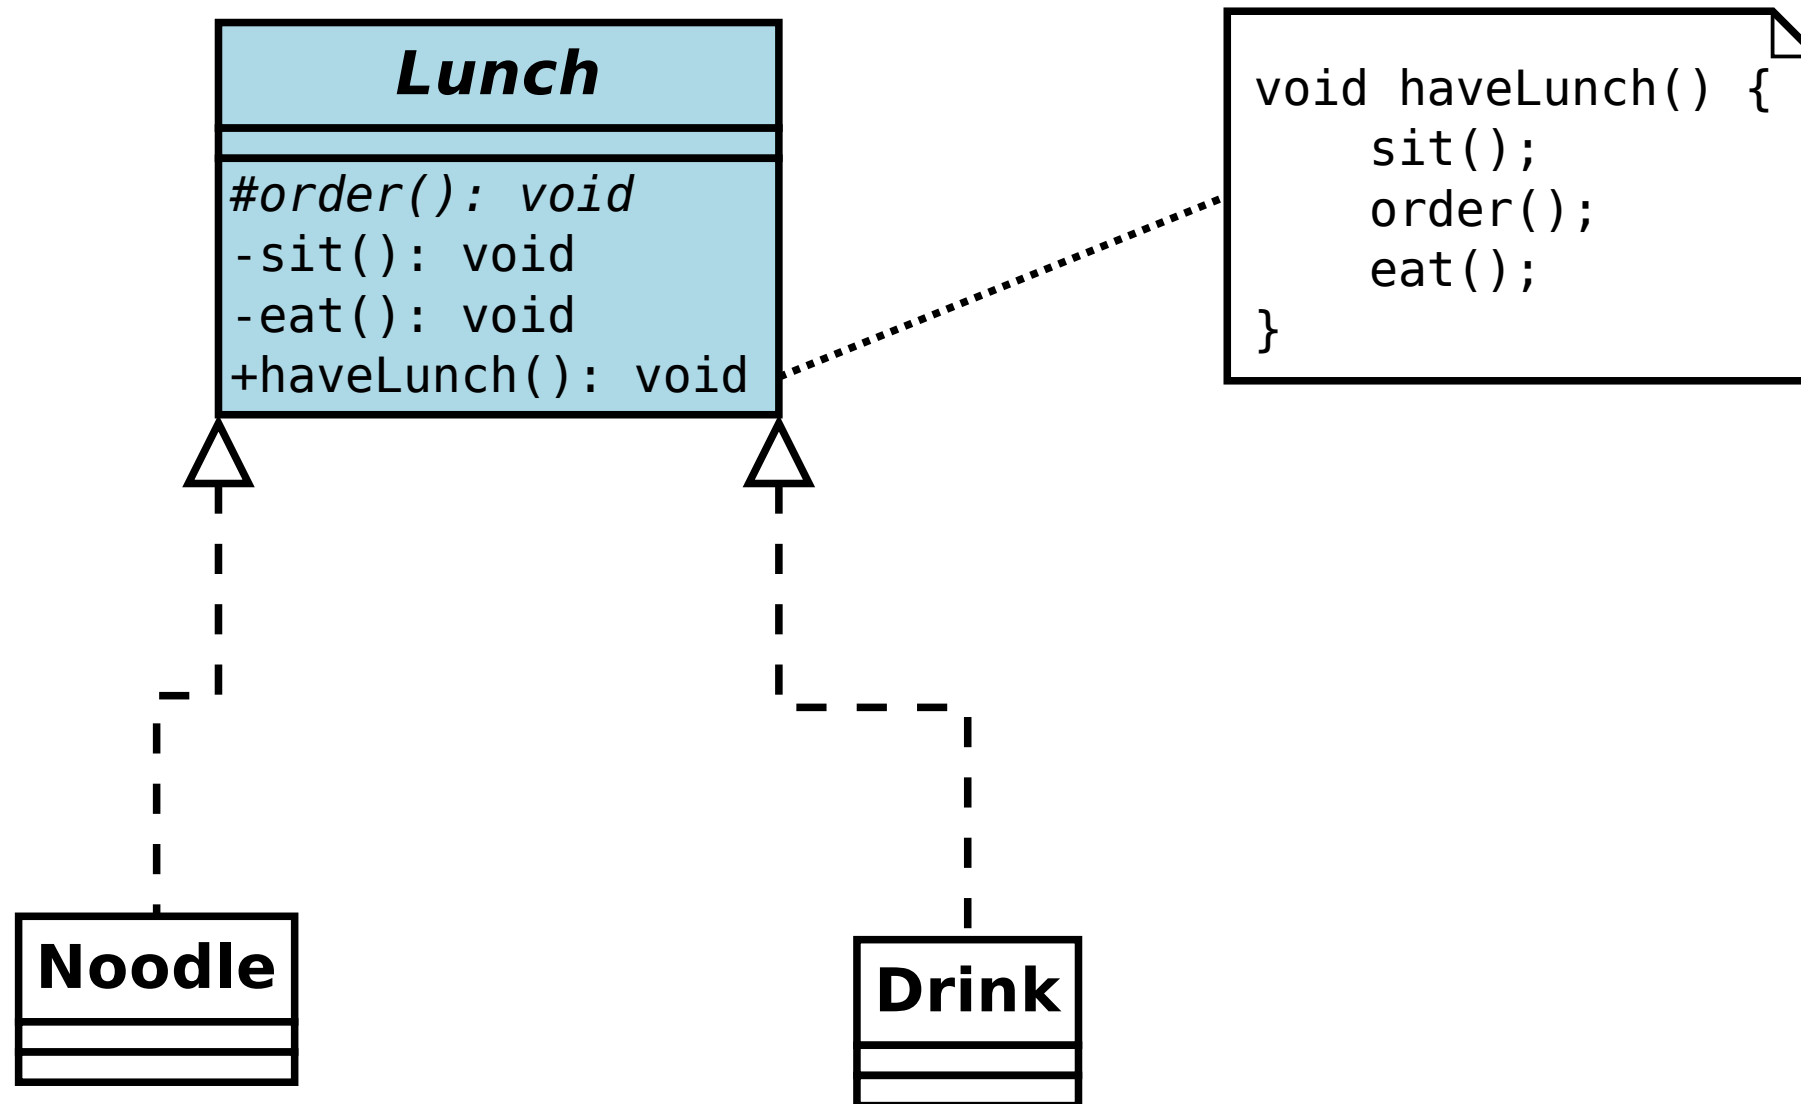 Lunch
#order(): void
-sit(): void
-eat(): void
+haveLunch(): void
void haveLunch() {
    sit();
    order();
    eat();
}
Noodle
Drink